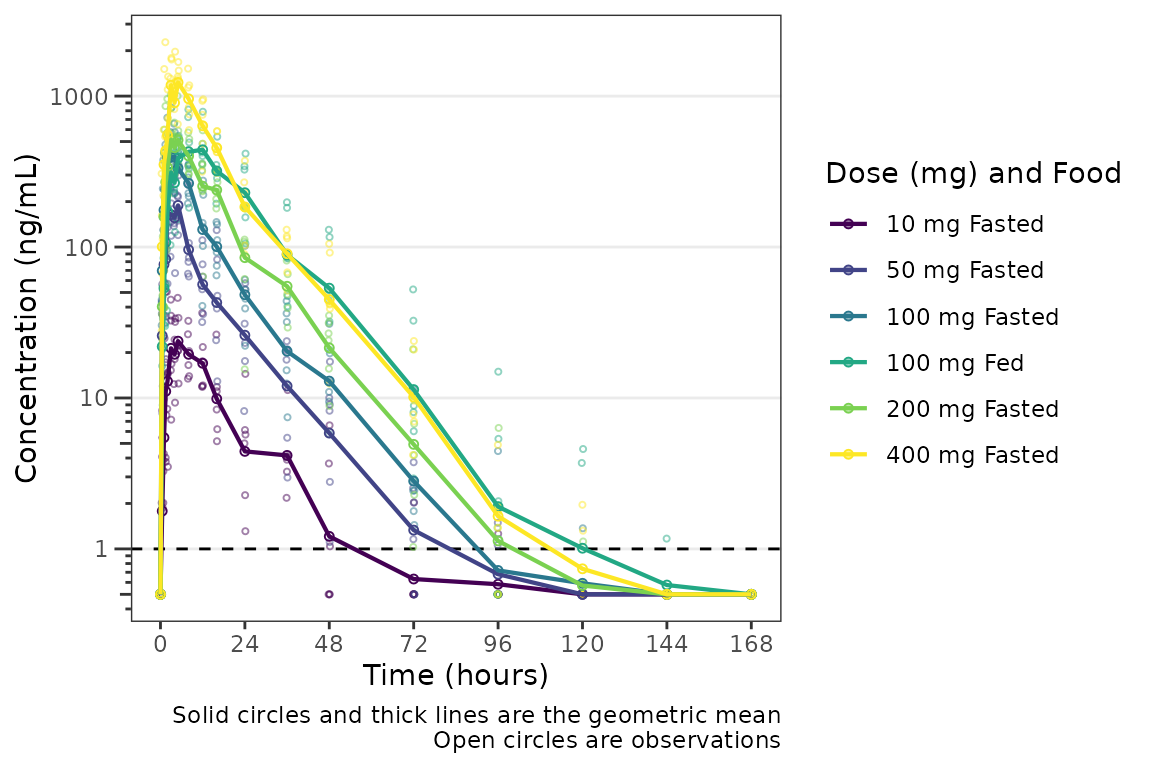 Concentration (ng/mL)
1000
100
10
1
0 24 48 72 96 120 144 168
Time (hours)
Solid circles and thick lines are the geometric mean
Open circles are observations
Dose (mg) and Food
10 mg Fasted
50 mg Fasted
100 mg Fasted
100 mg Fed
200 mg Fasted
400 mg Fasted